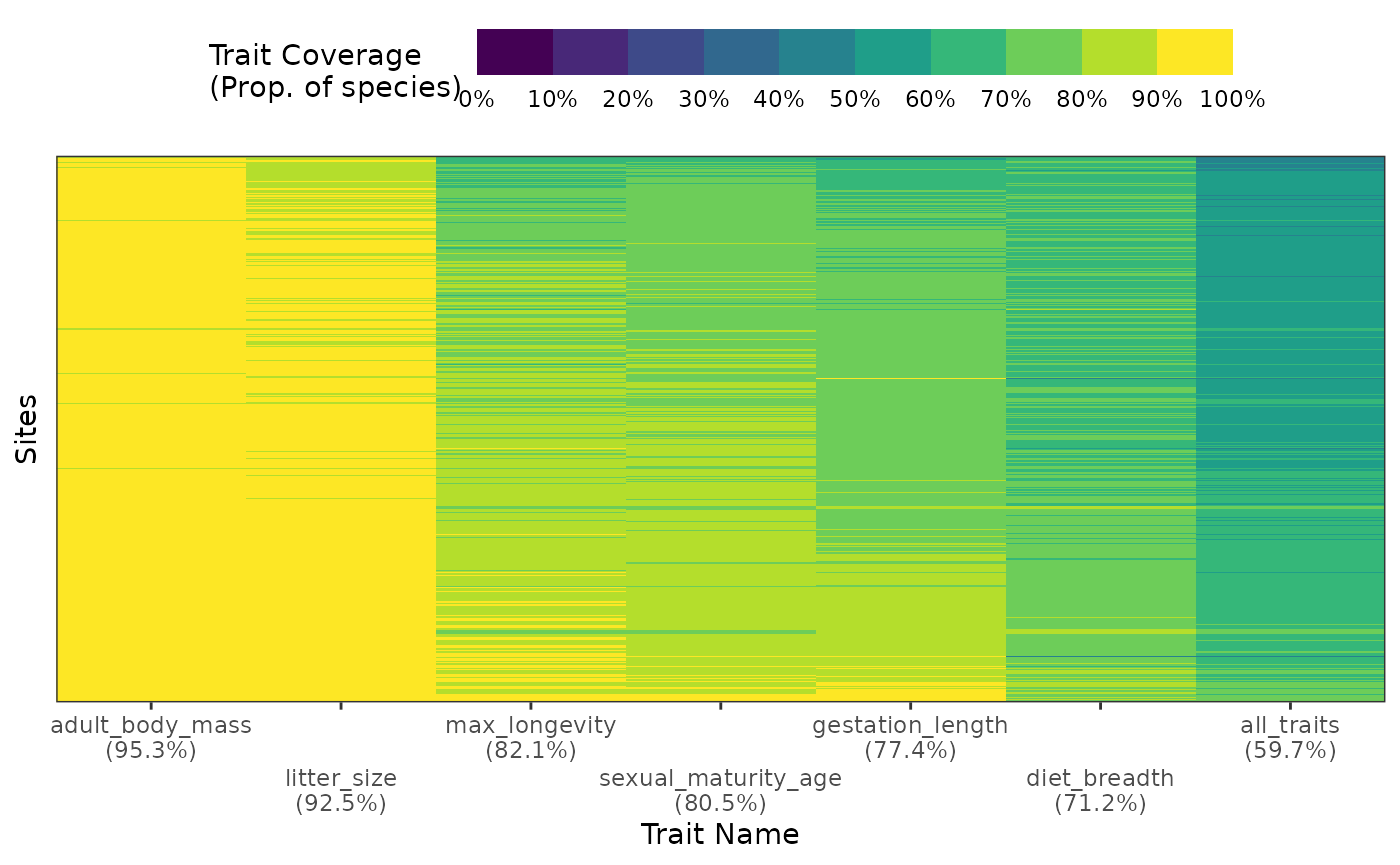 Trait Coverage
(Prop. of species)
0% 10% 20% 30% 40% 50% 60% 70% 80% 90% 100%
Sites
adult_body_mass
(95.3%)
litter_size
(92.5%)
max_longevity
(82.1%)
sexual_maturity_age
(80.5%)
gestation_length
(77.4%)
diet_breadth
(71.2%)
all_traits
(59.7%)
Trait Name